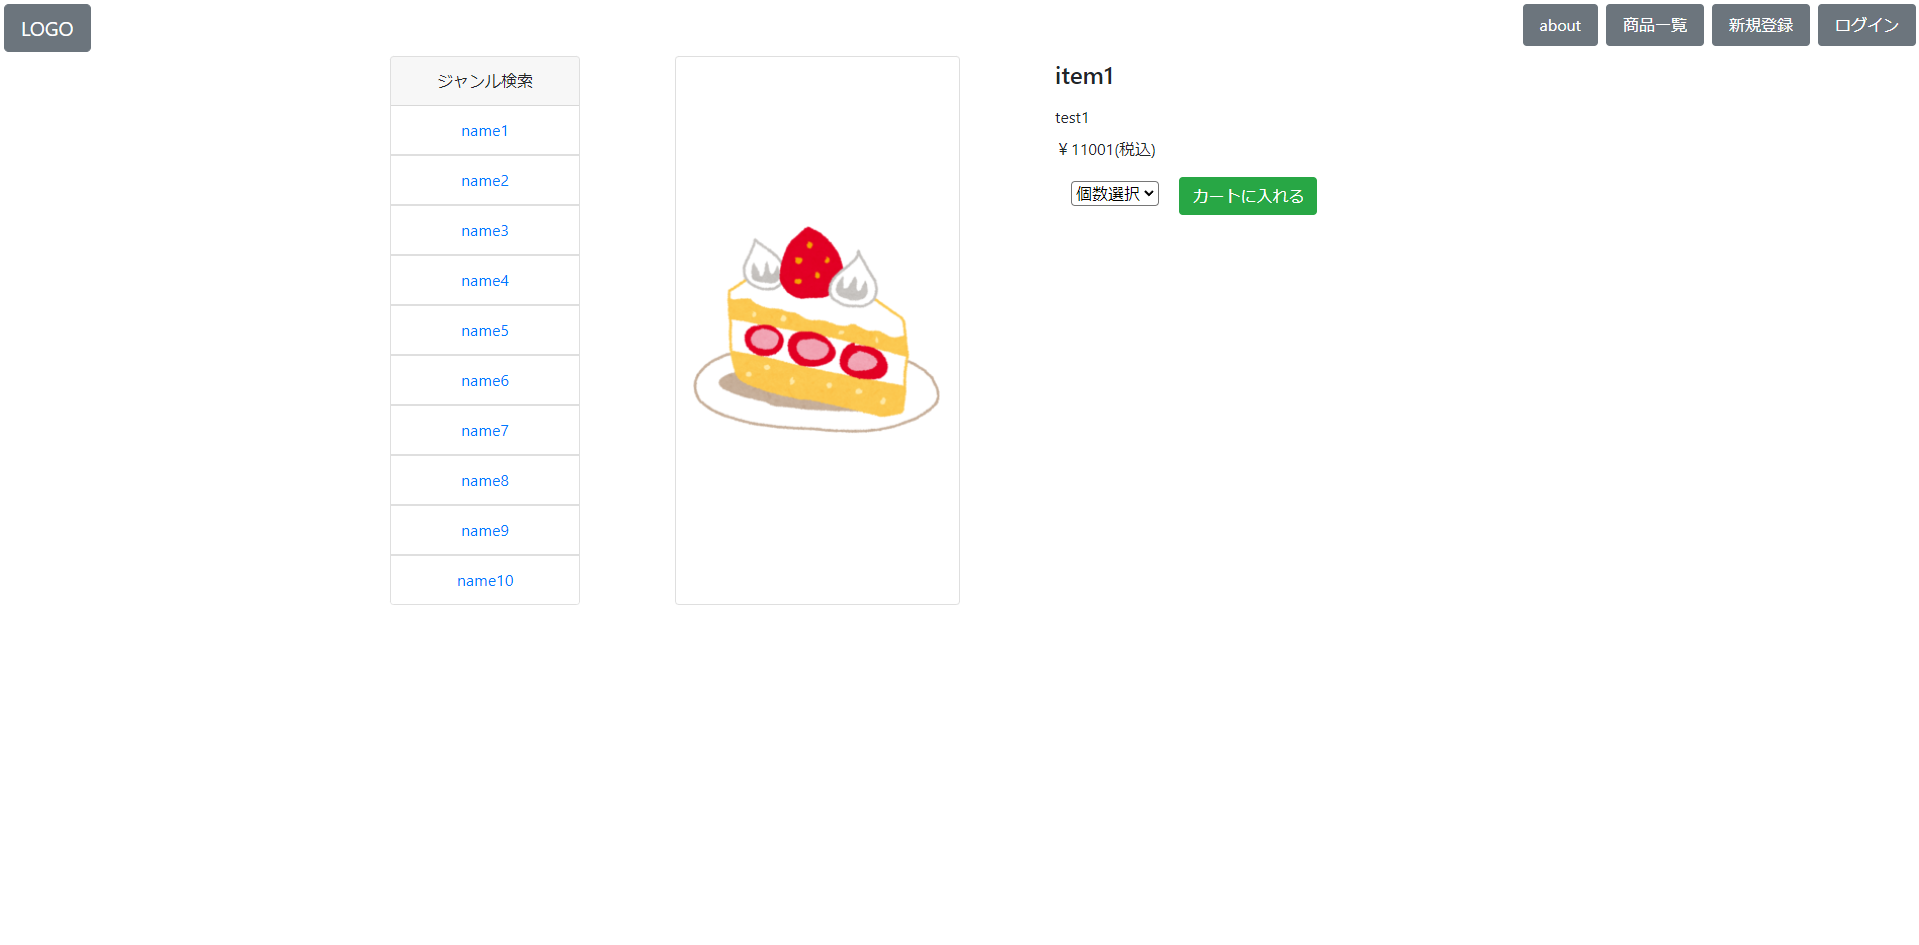 LOGO
about
商品一覧
新規登録
ログイン
ジャンル検索
name1
name2
name3
name4
name5
name6
name7
name8
name9
name10
item1
test1
￥11001(税込)
個数選択
カートに入れる